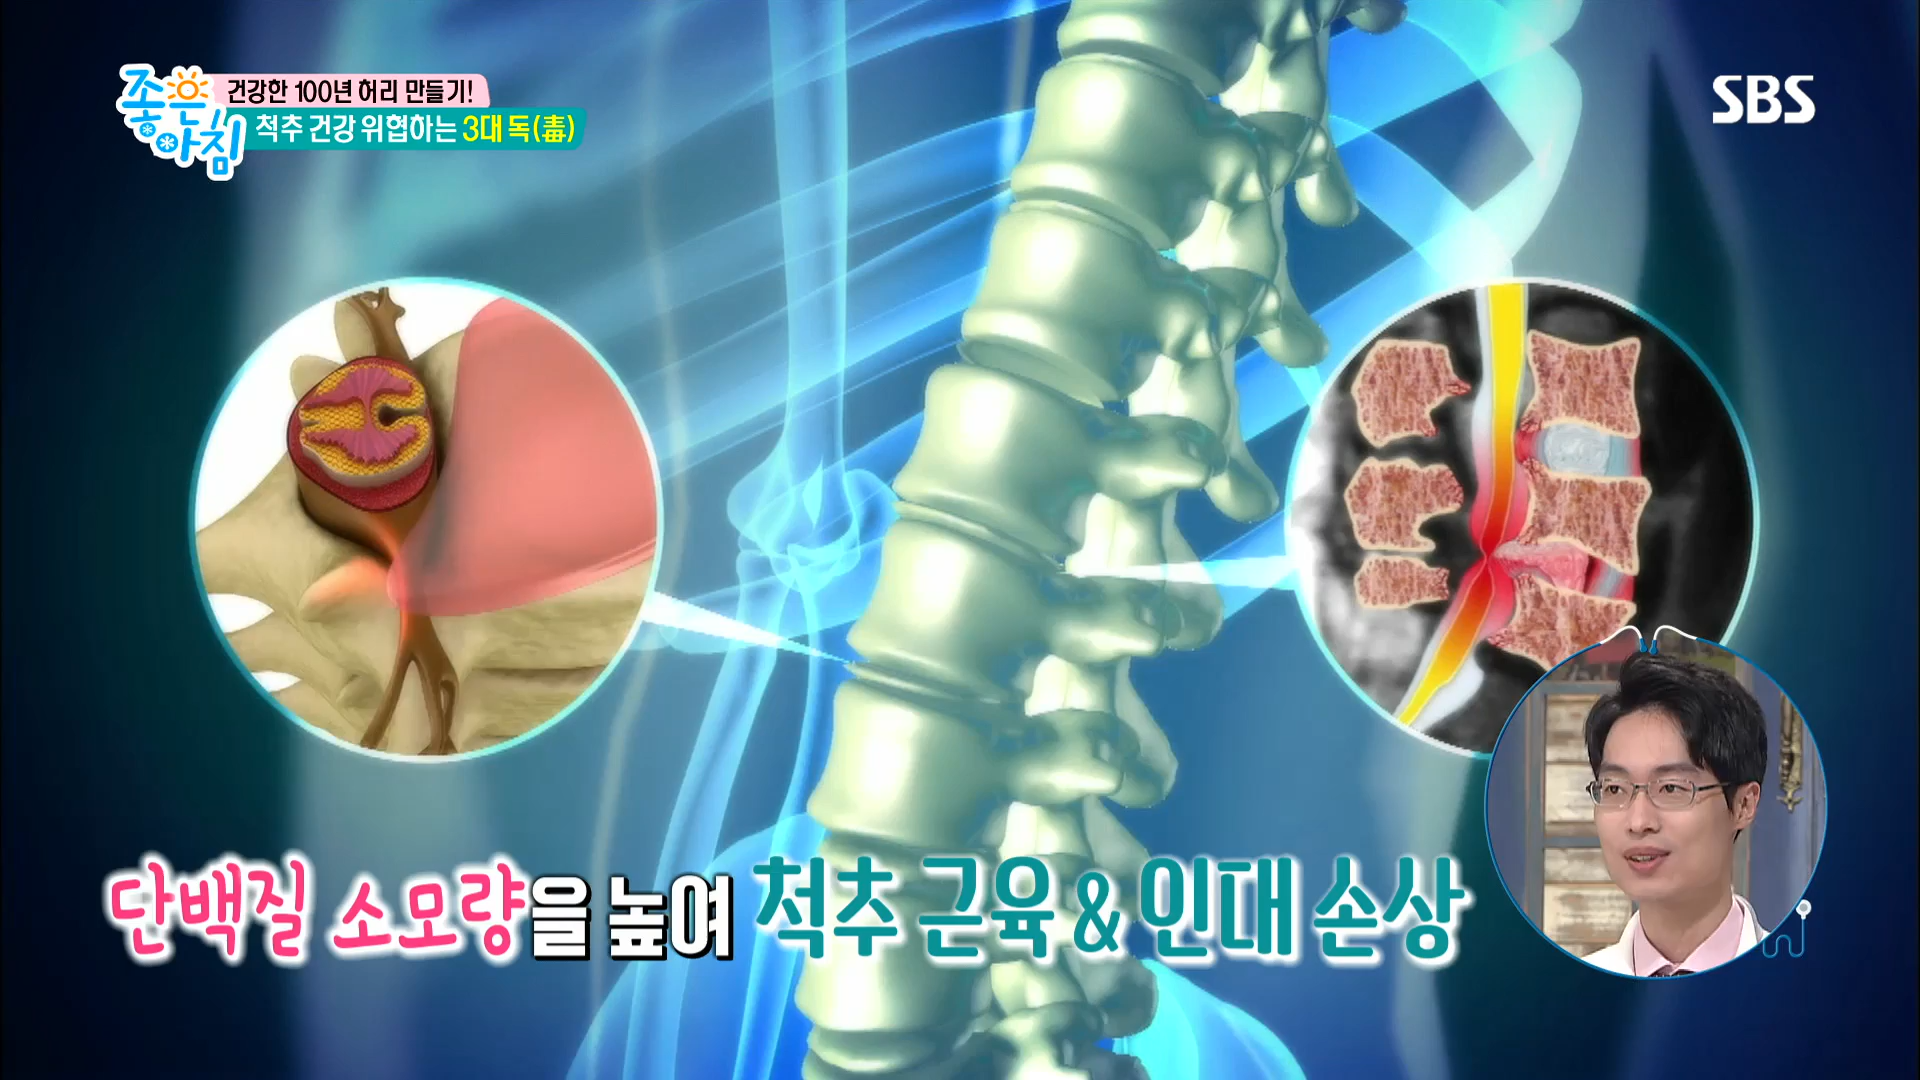 좋은
아침
건강한 100년 허리 만들기!
척추 건강 위협하는 3대 독(毒)
SBS
단백질 소모량을 높여 척추 근육 & 인대 손상